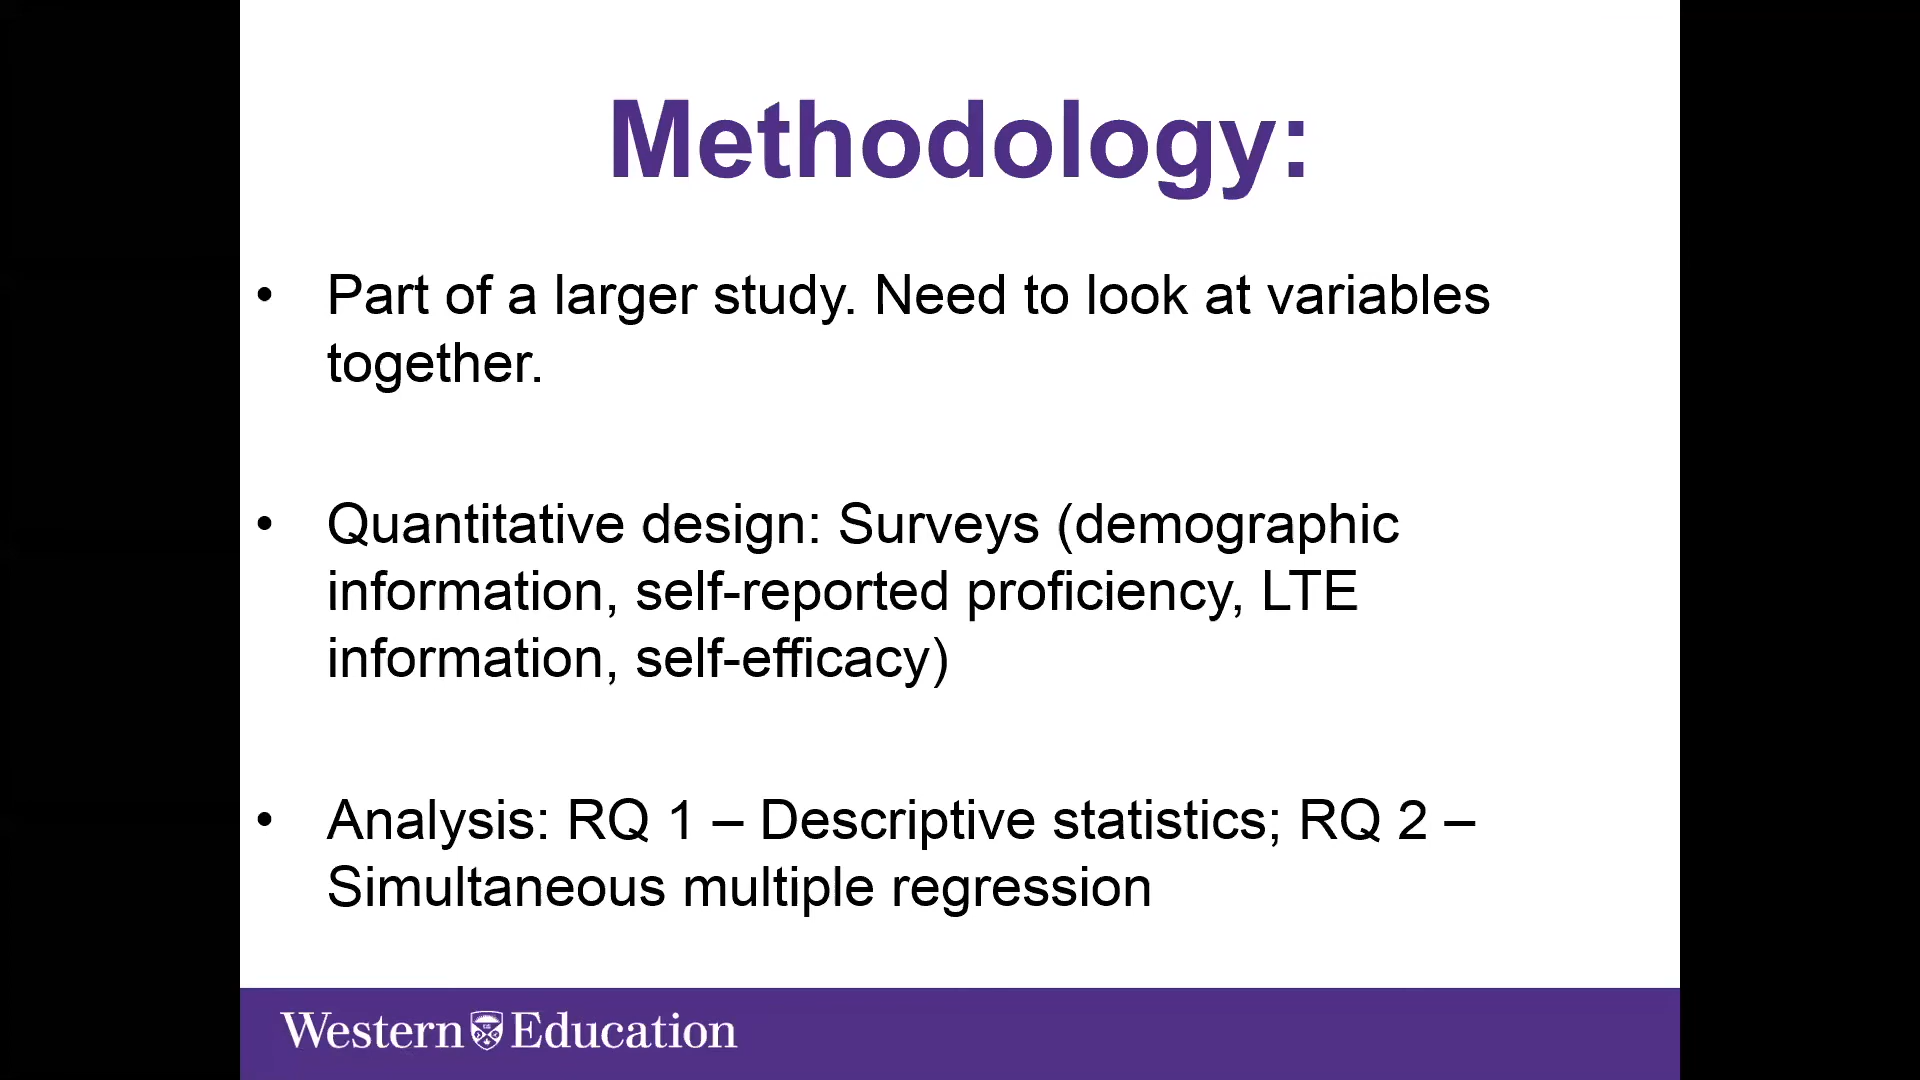 Methodology:
• Part of a larger study. Need to look at variables
together.
• Quantitative design: Surveys (demographic
information, self-reported proficiency, LTE
information, self-efficacy)
• Analysis: RQ 1 – Descriptive statistics; RQ 2 –
Simultaneous multiple regression
Western Education